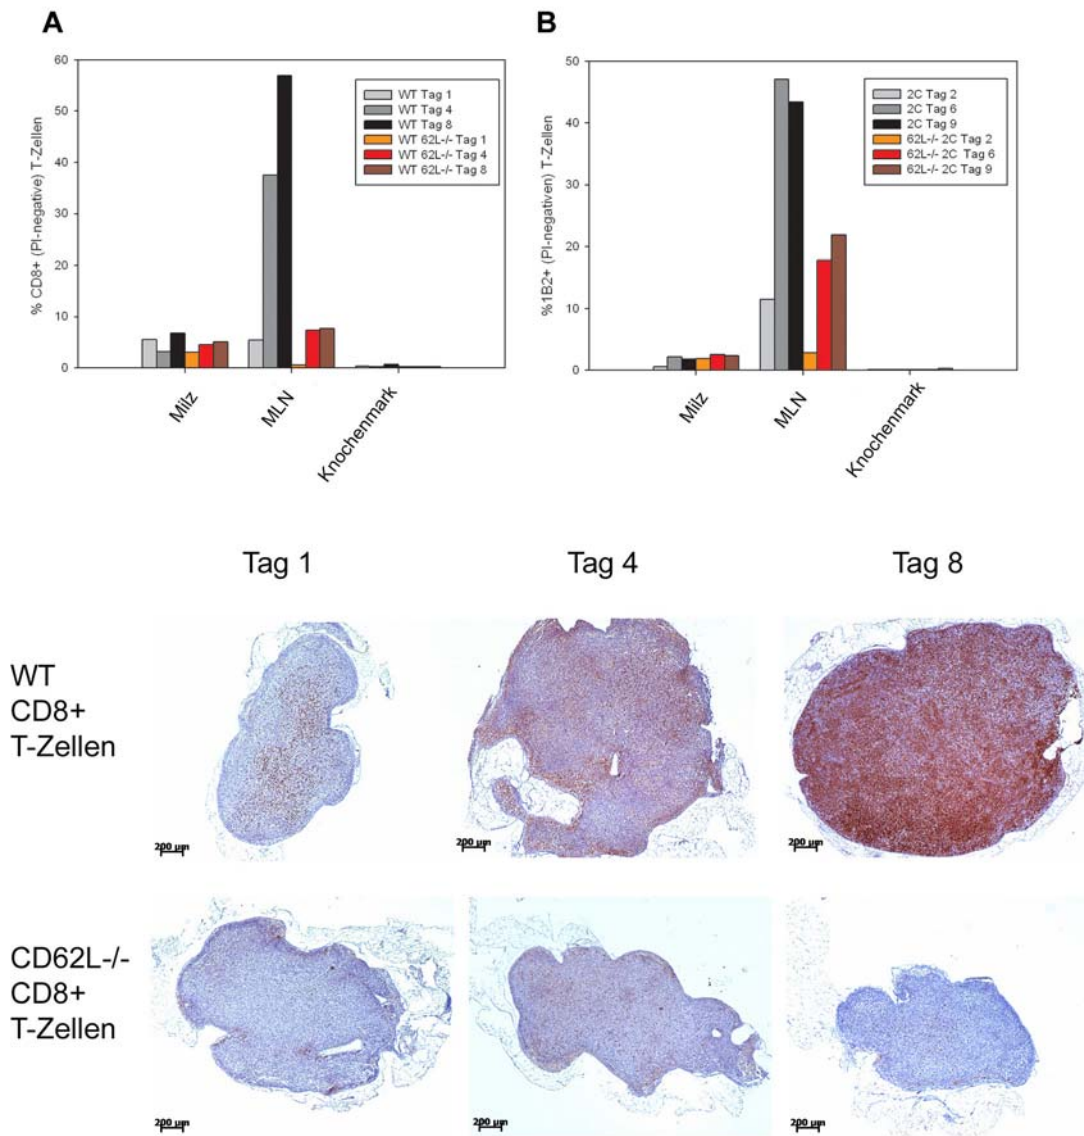 A
60
50
40
30
20
10
0
% CD8+ (PI-negative) T-Zellen
WT Tag 1
WT Tag 4
WT Tag 8
WT 62L-/- Tag 1
WT 62L-/- Tag 4
WT 62L-/- Tag 8
Milz
MLN
Knochenmark
B
50
40
30
20
10
0
%1B2+ (PI-negativen) T-Zellen
2C Tag 2
2C Tag 6
2C Tag 9
62L-/- 2C Tag 2
62L-/- 2C Tag 6
62L-/- 2C Tag 9
Milz
MLN
Knochenmark
Tag 1
Tag 4
Tag 8
WT
CD8+
T-Zellen
200 µm
200 µm
200 µm
CD62L-/-
CD8+
T-Zellen
200 µm
200 µm
200 µm